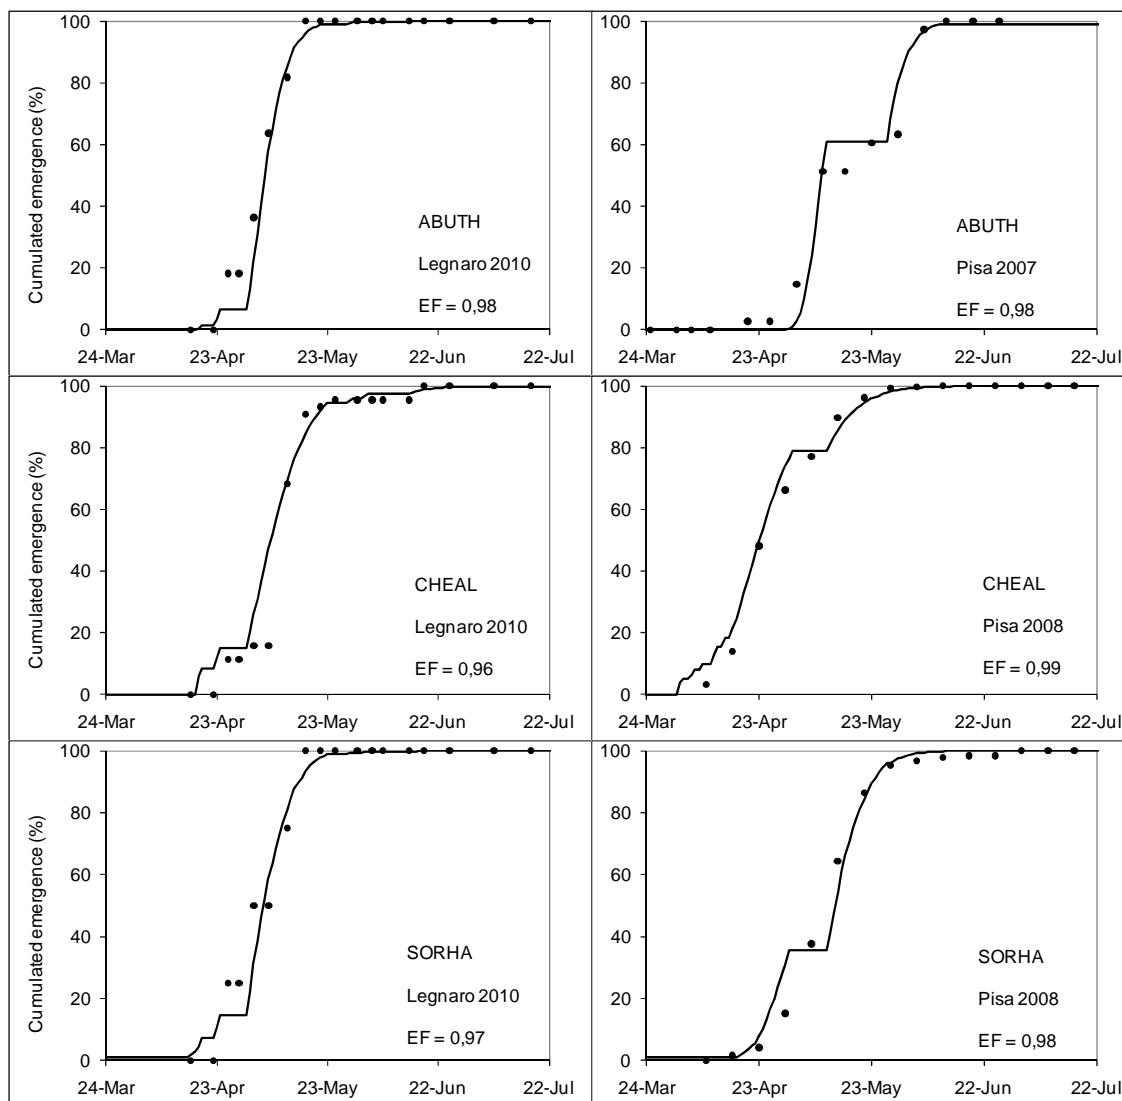 Cumulated emergence (%)
100
80
60
40
20
0
24-Mar 23-Apr 23-May 22-Jun 22-Jul
ABUTH
Legnaro 2010
EF = 0,98
100
80
60
40
20
0
24-Mar 23-Apr 23-May 22-Jun 22-Jul
ABUTH
Pisa 2007
EF = 0,98
Cumulated emergence (%)
100
80
60
40
20
0
24-Mar 23-Apr 23-May 22-Jun 22-Jul
CHEAL
Legnaro 2010
EF = 0,96
100
80
60
40
20
0
24-Mar 23-Apr 23-May 22-Jun 22-Jul
CHEAL
Pisa 2008
EF = 0,99
Cumulated emergence (%)
100
80
60
40
20
0
24-Mar 23-Apr 23-May 22-Jun 22-Jul
SORHA
Legnaro 2010
EF = 0,97
100
80
60
40
20
0
24-Mar 23-Apr 23-May 22-Jun 22-Jul
SORHA
Pisa 2008
EF = 0,98